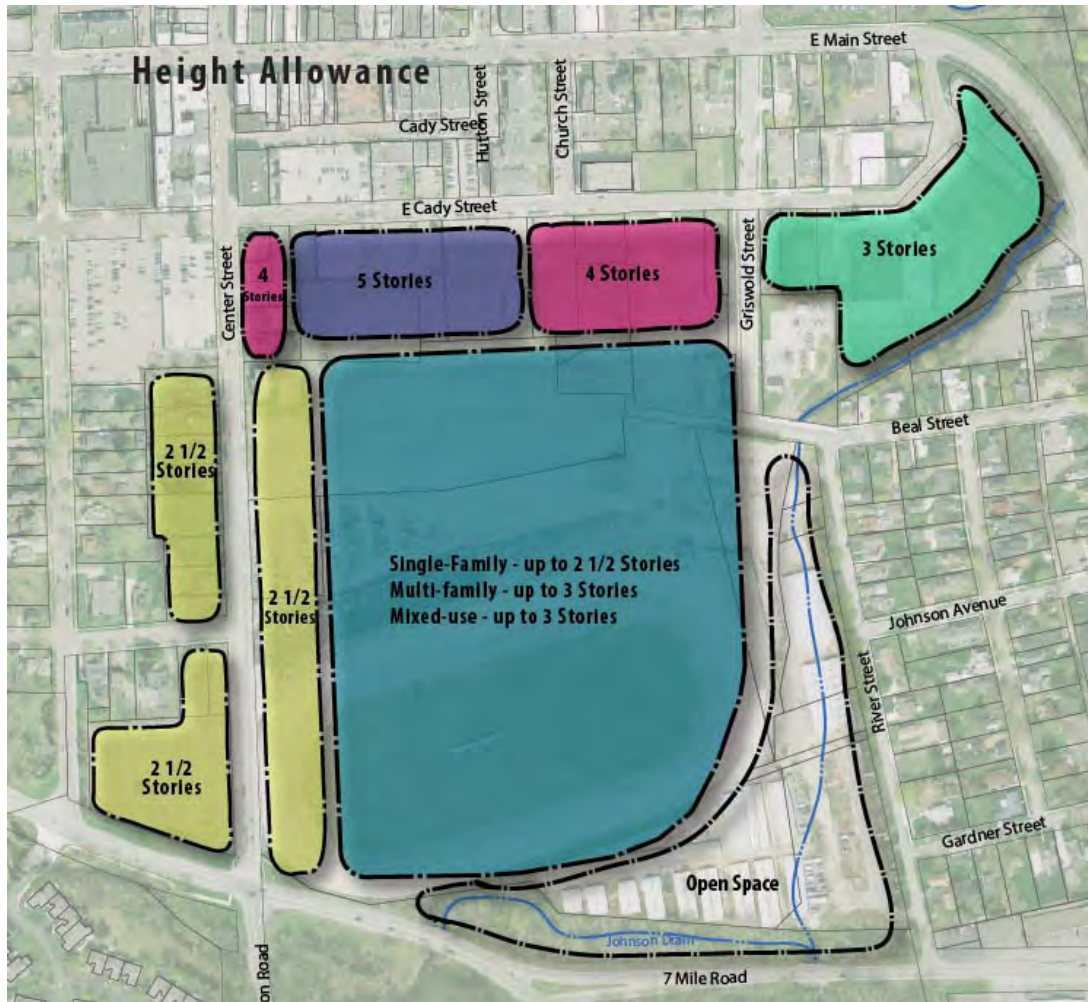 E Main Street
Height Allowance
Hutton Street
Church Street
Cady Street
E Cady Street
Center Street
4
Stories
5 Stories
4 Stories
Griswold Street
3 Stories
Beal Street
2 1/2
Stories
2 1/2
Stories
Single-Family - up to 2 1/2 Stories
Multi-family - up to 3 Stories
Mixed-use - up to 3 Stories
Johnson Avenue
River Street
2 1/2
Stories
Gardner Street
Open Space
Johnson Drain
7 Mile Road
on Road